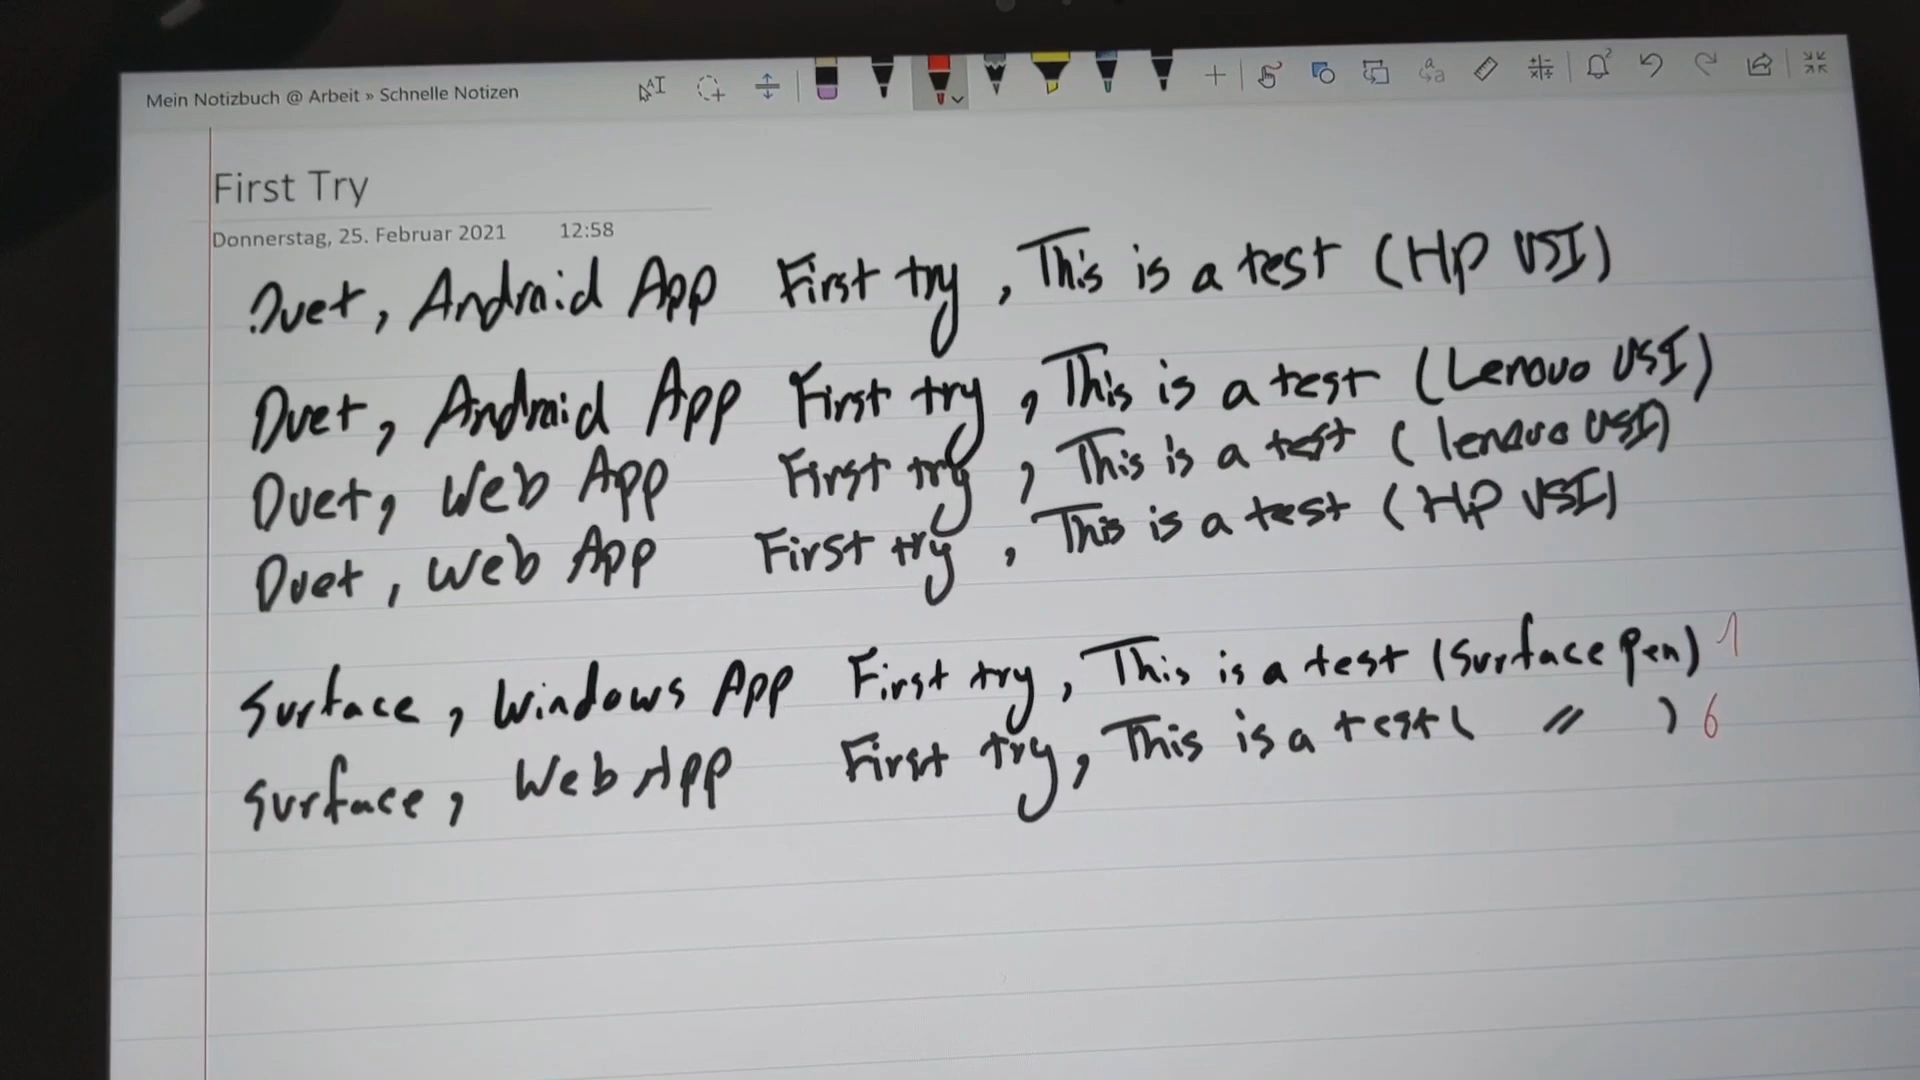 Mein Notizbuch @ Arbeit » Schnelle Notizen
First Try
Donnerstag, 25. Februar 2021 12:58
Duet, Android App First try, This is a test (HP USI)
Duet, Android App First try, This is a test (Lenovo USI)
Duet, Web App First try, This is a test (lenovo USI)
Duet, Web App First try, This is a test (HP USI)
Surface, Windows App First try, This is a test (Surface Pen) 1
Surface, Web App First try, This is a test ( 〃 ) 6